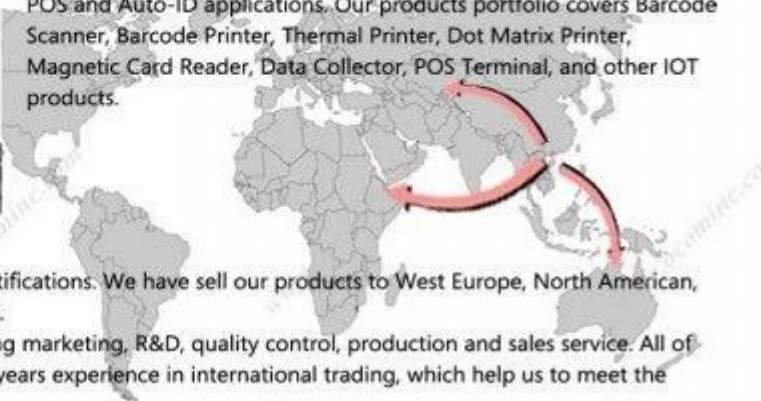 POS and Auto-ID applications. Our products portfolio covers Barcode
Scanner, Barcode Printer, Thermal Printer, Dot Matrix Printer,
Magnetic Card Reader, Data Collector, POS Terminal, and other IOT
products.
tifications. We have sell our products to West Europe, North American,
g marketing, R&D, quality control, production and sales service. All of
years experience in international trading, which help us to meet the